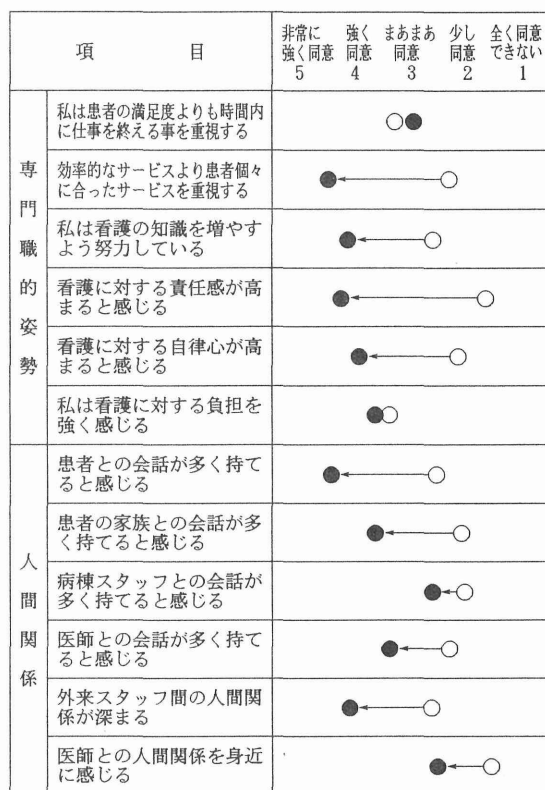 項 目
非常に 強く まあまあ 少し 全く同意
強く同意 同意 同意 同意 できない
5 4 3 2 1
専門職的姿勢
私は患者の満足度よりも時間内
に仕事を終える事を重視する
効率的なサービスより患者個々
に合ったサービスを重視する
私は看護の知識を増やす
よう努力している
看護に対する責任感が高
まると感じる
看護に対する自律心が高
まると感じる
私は看護に対する負担を
強く感じる
人間関係
患者との会話が多く持て
ると感じる
患者の家族との会話が多
く持てると感じる
病棟スタッフとの会話が
多く持てると感じる
医師との会話が多く持て
ると感じる
外来スタッフ間の人間関
係が深まる
医師との人間関係を身近
に感じる